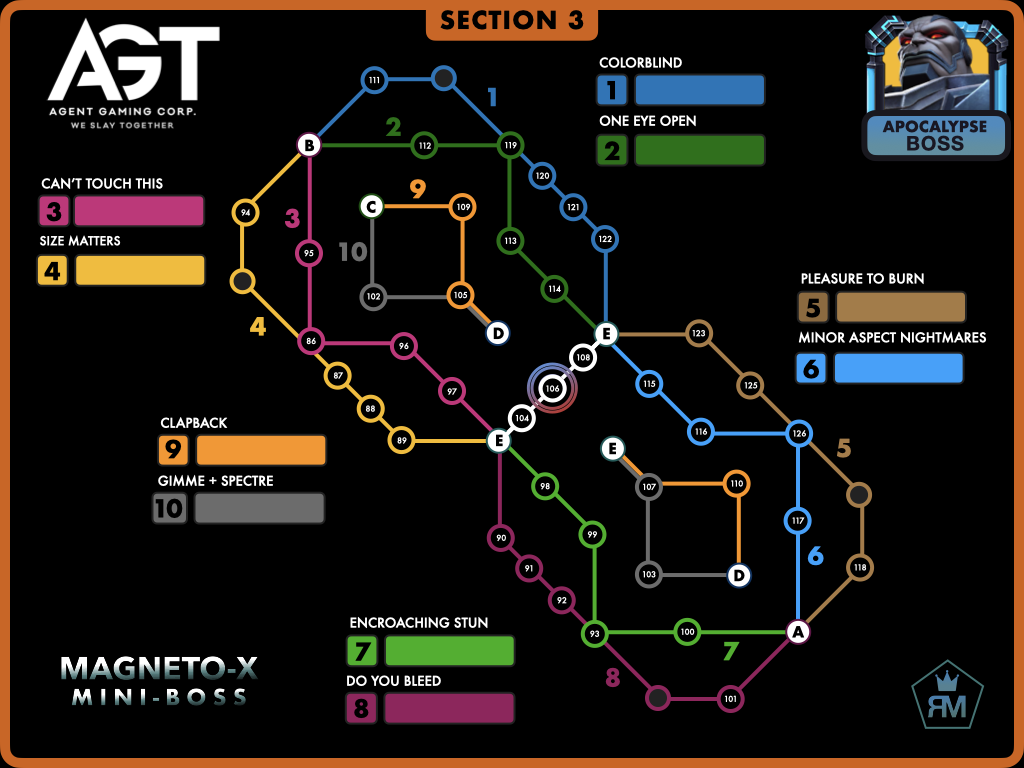 SECTION 3
AGT
AGENT GAMING CORP.
WE SLAY TOGETHER
APOCALYPSE
BOSS
COLORBLIND
1
ONE EYE OPEN
2
CAN'T TOUCH THIS
3
SIZE MATTERS
4
PLEASURE TO BURN
5
MINOR ASPECT NIGHTMARES
6
CLAPBACK
9
GIMME + SPECTRE
10
ENCROACHING STUN
7
DO YOU BLEED
8
MAGNETO-X
MINI-BOSS
RM
111
1
B
2
112
119
120
121
122
94
3
95
C
9
109
10
102
105
D
113
114
4
86
96
97
87
88
89
E
108
106
104
E
123
125
115
116
126
5
117
6
118
A
E
107
110
103
D
98
99
90
91
92
93
100
7
8
101